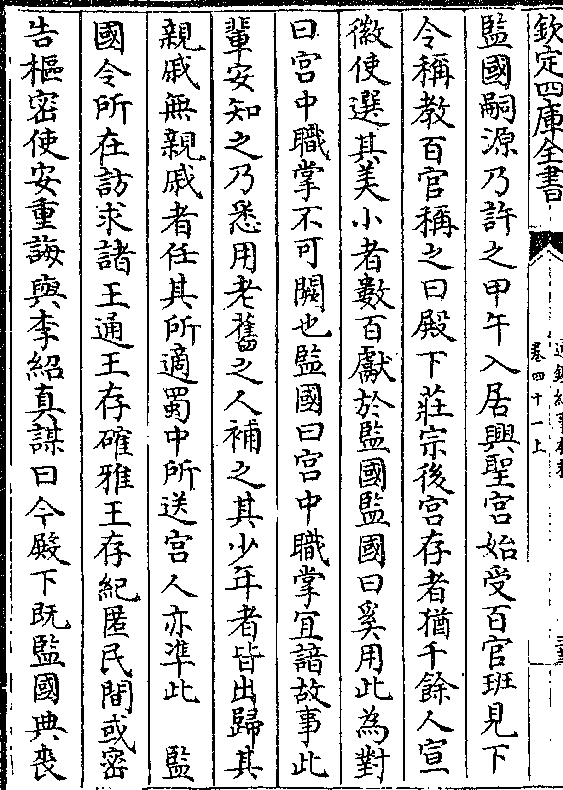 欽定四庫全書
卷四十一上
監國嗣源乃許之甲午入居興聖宫始受百官班見下
令稱教百官稱之曰殿下莊宗後宫存者猶千餘人宣
徽使選其美小者數百獻於監國監國曰奚用此為對
曰宫中職掌不可闕也監國曰宫中職掌宜諳故事此
輩安知之乃悉用老舊之人補之其少年者皆出歸其
親戚無親戚者任其所適蜀中所送宫人亦準此　監
國令所在訪求諸王通王存確雅王存紀匿民間或密
告樞密使安重誨與李紹真謀曰今殿下既監國典喪